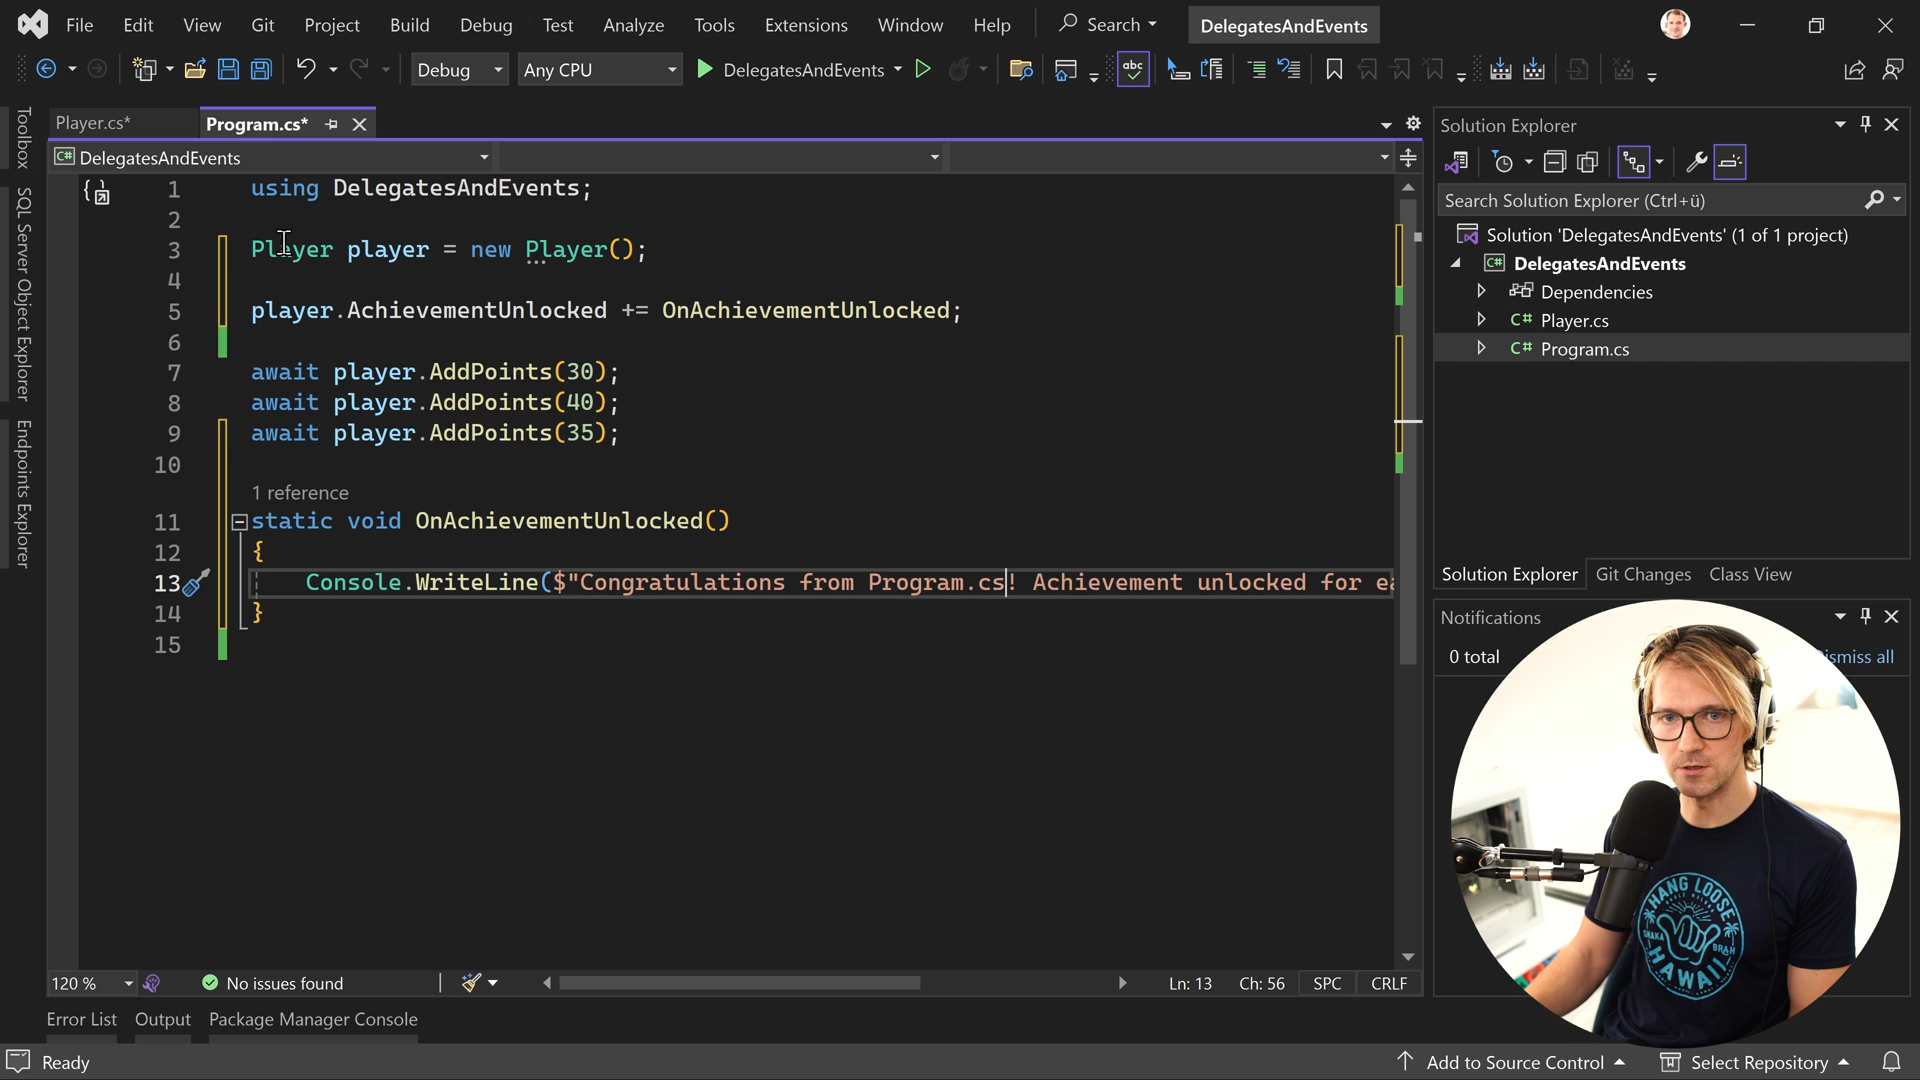 File Edit View Git Project Build Debug Test Analyze Tools Extensions Window Help Search DelegatesAndEvents
Debug Any CPU DelegatesAndEvents
abc
Toolbox
SQL Server Object Explorer
Endpoints Explorer
Player.cs* Program.cs*
C# DelegatesAndEvents
1 using DelegatesAndEvents;
2
3 Player player = new Player();
4
5 player.AchievementUnlocked += OnAchievementUnlocked;
6
7 await player.AddPoints(30);
8 await player.AddPoints(40);
9 await player.AddPoints(35);
10
1 reference
11 static void OnAchievementUnlocked()
12 {
13 Console.WriteLine($"Congratulations from Program.cs! Achievement unlocked for ea
14 }
15
120 % No issues found Ln: 13 Ch: 56 SPC CRLF
Error List Output Package Manager Console
Ready Add to Source Control Select Repository
Solution Explorer
Search Solution Explorer (Ctrl+ü)
Solution 'DelegatesAndEvents' (1 of 1 project)
C# DelegatesAndEvents
Dependencies
C# Player.cs
C# Program.cs
Solution Explorer Git Changes Class View
Notifications
0 total ismiss all
HANG LOOSE
SHAKA BRAH
HAWAII